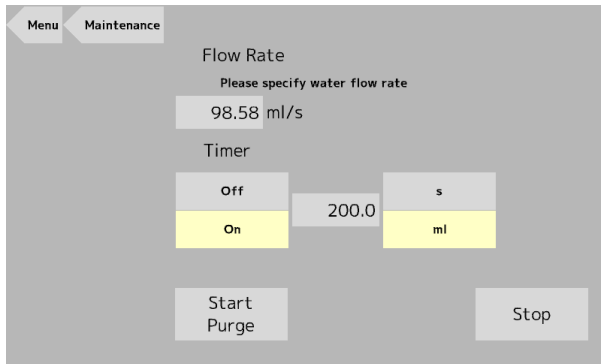 Menu Maintenance
Flow Rate
Please specify water flow rate
98.58 ml/s
Timer
Off
On
200.0
s
ml
Start
Purge
Stop